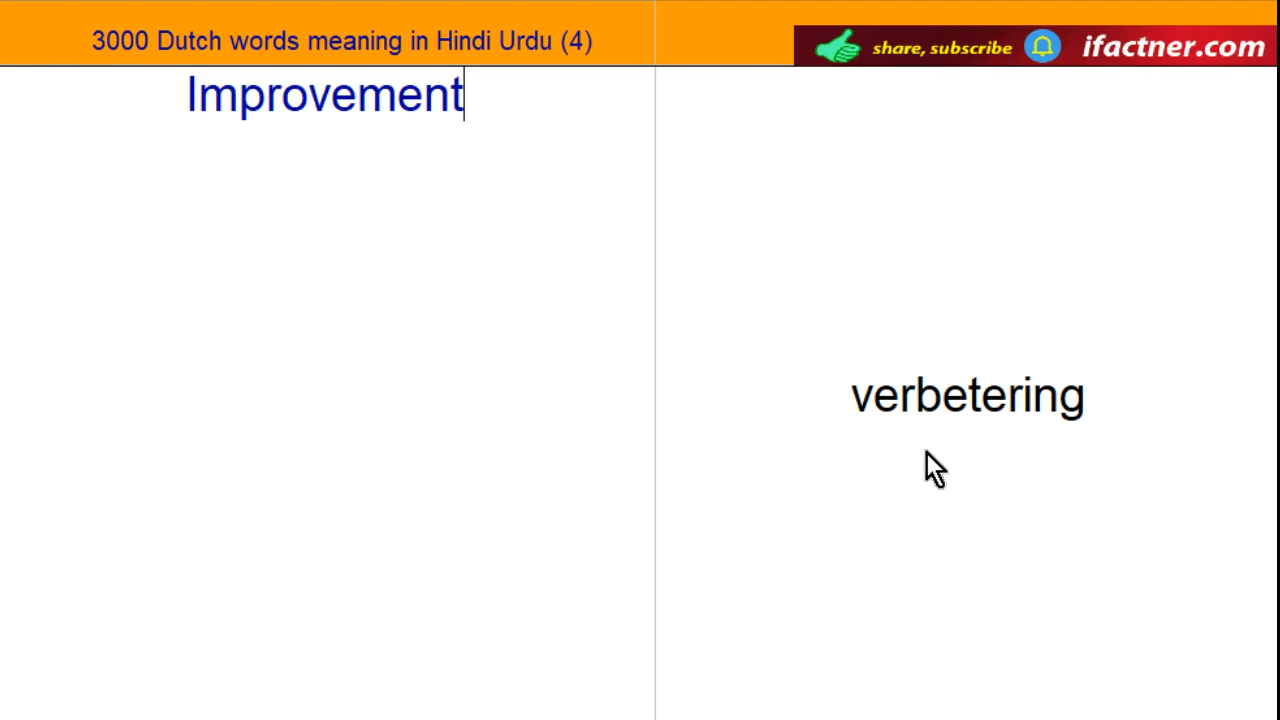 3000 Dutch words meaning in Hindi Urdu (4)
share, subscribe
ifactner.com
Improvement
verbetering